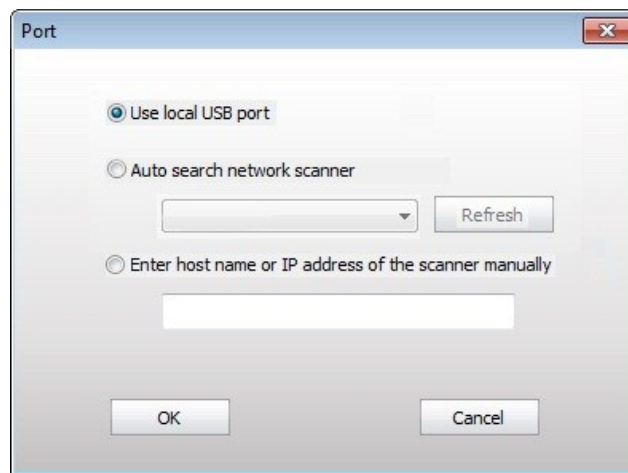 Port
Use local USB port
Auto search network scanner
Refresh
Enter host name or IP address of the scanner manually
OK
Cancel